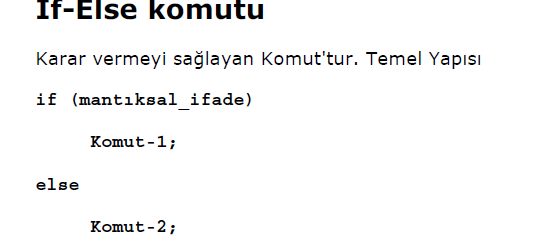 If-Else komutu
Karar vermeyi sağlayan Komut'tur. Temel Yapısı
if (mantıksal_ifade)
Komut-1;
else
Komut-2;